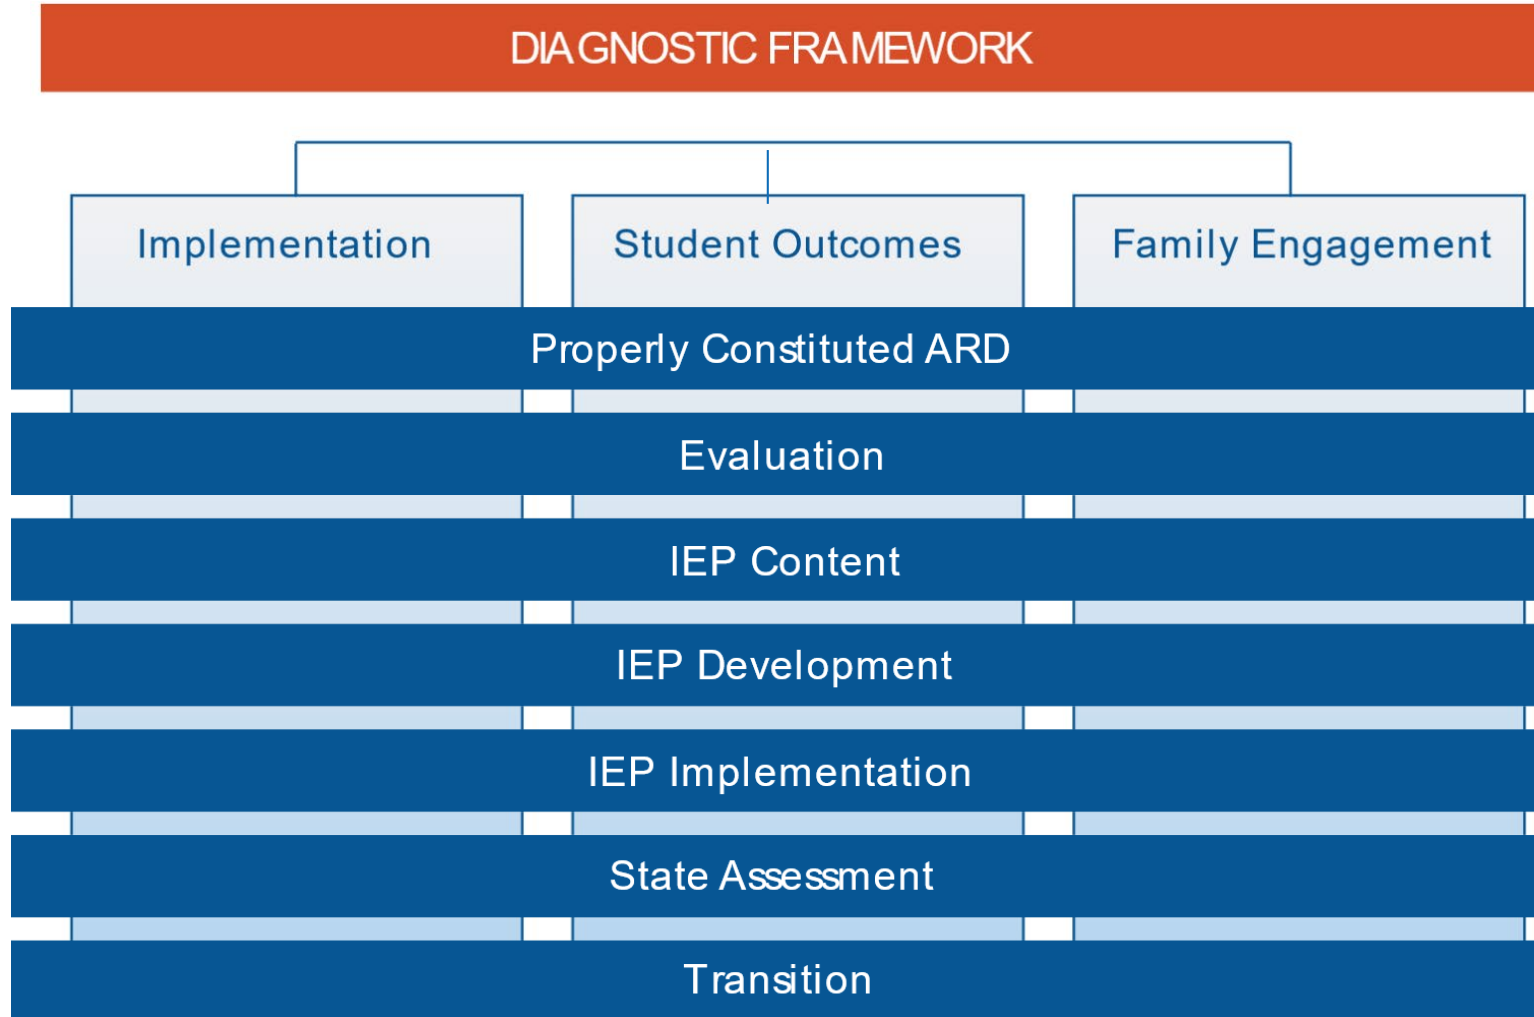 DIAGNOSTIC FRAMEWORK
Implementation
Student Outcomes
Family Engagement
Properly Constituted ARD
Evaluation
IEP Content
IEP Development
IEP Implementation
State Assessment
Transition